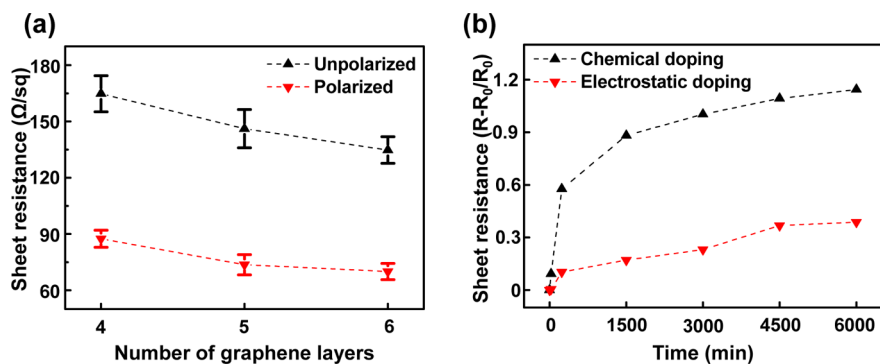 (a)
Unpolarized
Polarized
Sheet resistance (Ω/sq)
180
150
120
90
60
4
5
6
Number of graphene layers
(b)
Chemical doping
Electrostatic doping
Sheet resistance (R-R₀/R₀)
1.2
0.9
0.6
0.3
0
0
1500
3000
4500
6000
Time (min)